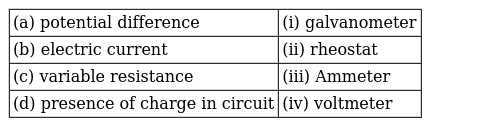 (a) potential difference (i) galvanometer
(b) electric current (ii) rheostat
(c) variable resistance (iii) Ammeter
(d) presence of charge in circuit (iv) voltmeter